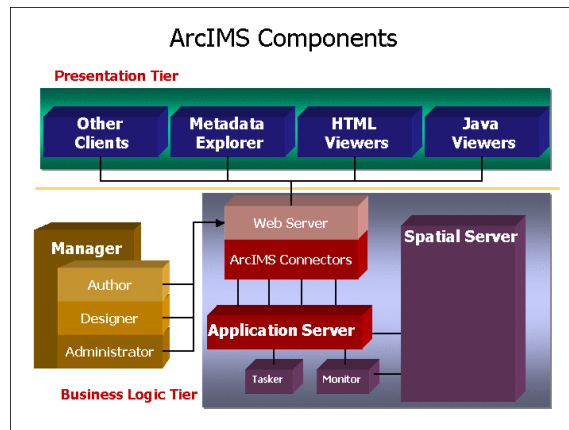 ArcIMS Components
Presentation Tier
Other
Clients
Metadata
Explorer
HTML
Viewers
Java
Viewers
Web Server
ArcIMS Connectors
Spatial Server
Manager
Author
Designer
Administrator
Application Server
Tasker
Monitor
Business Logic Tier